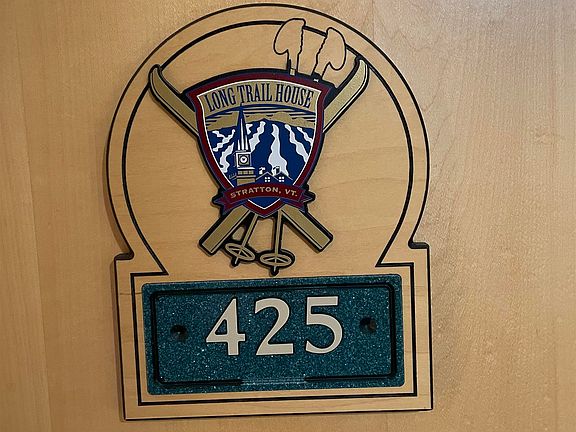 LONG TRAIL HOUSE
STRATTON, VT.
425